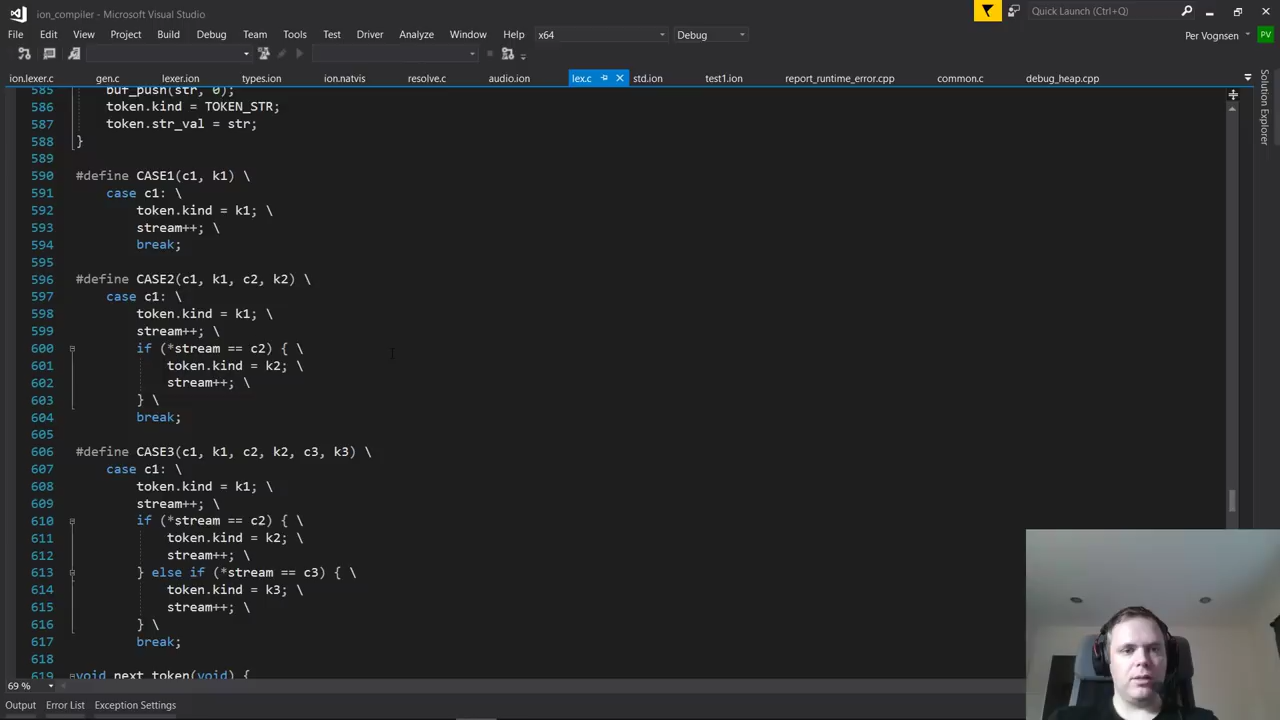 ion_compiler - Microsoft Visual Studio
Quick Launch (Ctrl+Q)
File Edit View Project Build Debug Team Tools Test Driver Analyze Window Help x64 Debug Per Vognsen PV
ion.lexer.c gen.c lexer.ion types.ion ion.natvis resolve.c audio.ion lex.c std.ion test1.ion report_runtime_error.cpp common.c debug_heap.cpp
Solution Explorer
585 buf_push(str, 0);
586 token.kind = TOKEN_STR;
587 token.str_val = str;
588 }
589
590 #define CASE1(c1, k1) \
591 case c1: \
592 token.kind = k1; \
593 stream++; \
594 break;
595
596 #define CASE2(c1, k1, c2, k2) \
597 case c1: \
598 token.kind = k1; \
599 stream++; \
600 if (*stream == c2) { \
601 token.kind = k2; \
602 stream++; \
603 } \
604 break;
605
606 #define CASE3(c1, k1, c2, k2, c3, k3) \
607 case c1: \
608 token.kind = k1; \
609 stream++; \
610 if (*stream == c2) { \
611 token.kind = k2; \
612 stream++; \
613 } else if (*stream == c3) { \
614 token.kind = k3; \
615 stream++; \
616 } \
617 break;
618
619 void next_token(void) {
69 %
Output Error List Exception Settings